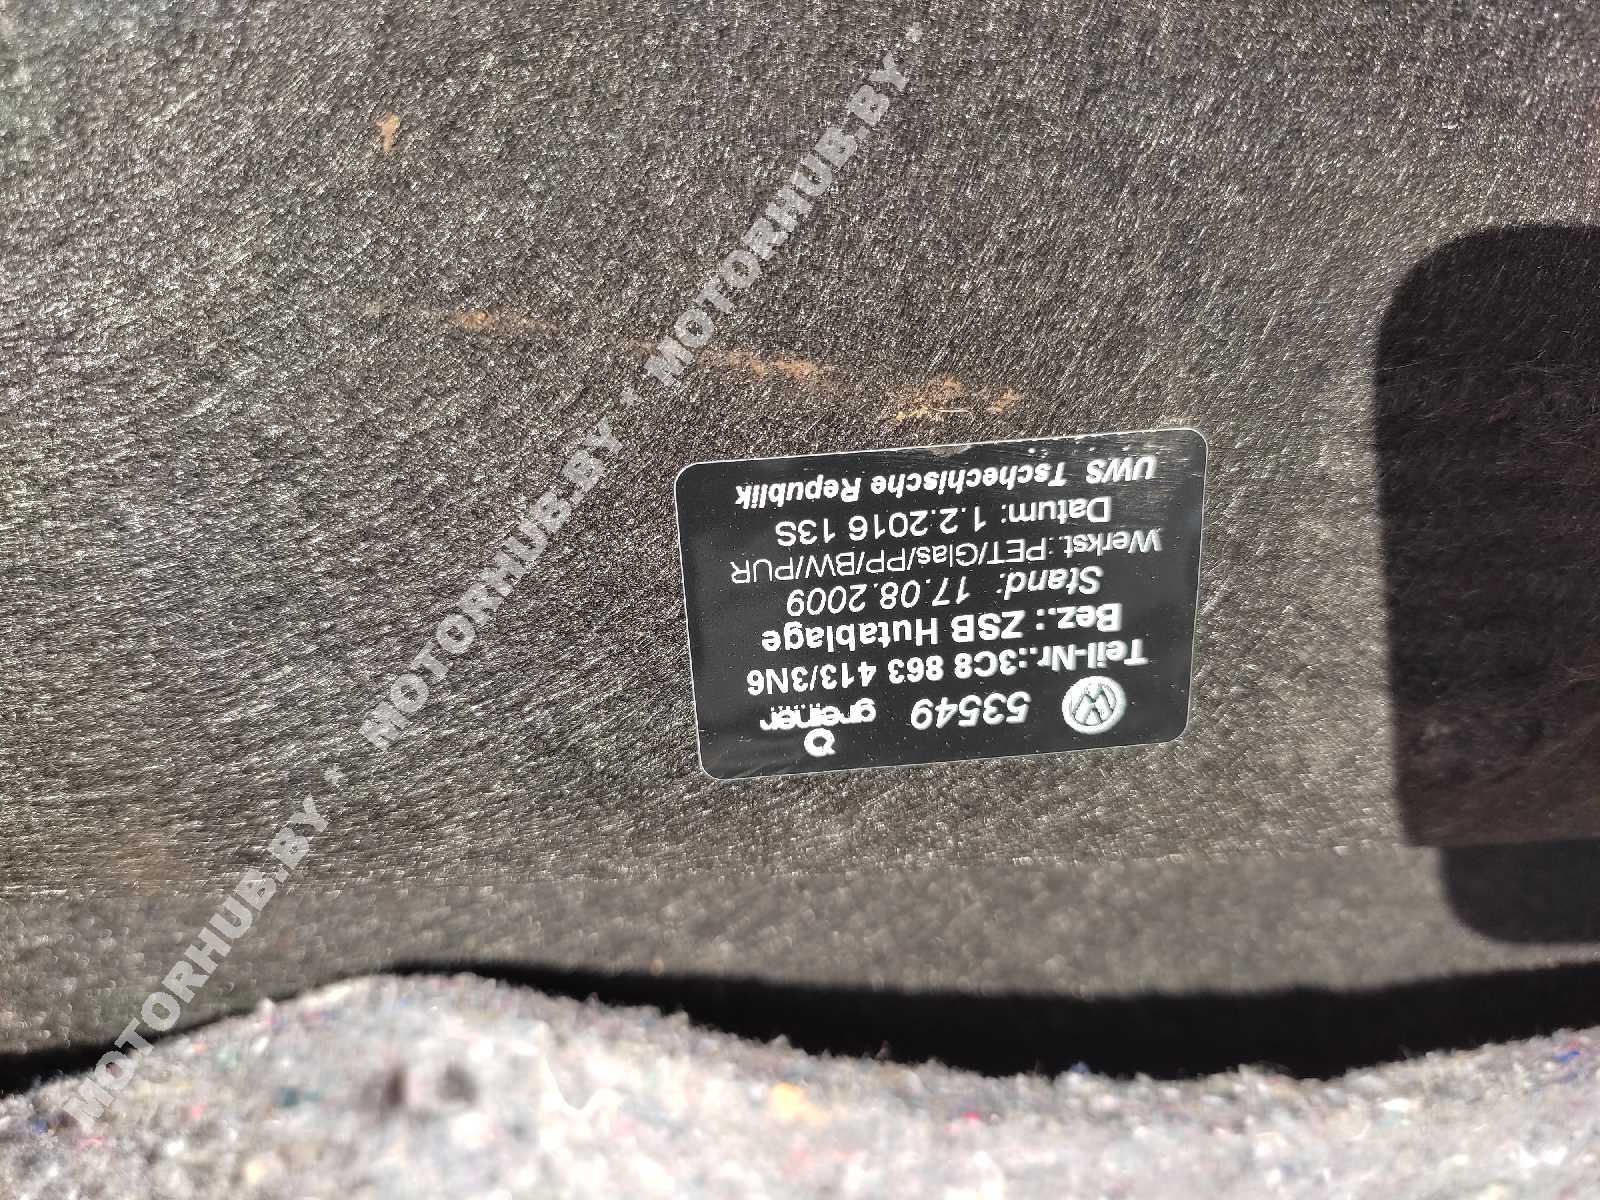 greiner
53549
Teil-Nr.:3C8 863 413/3N6
Bez.: ZSB Hutablage
Stand: 17.08.2009
Werkst.:PET/Glas/PP/BW/PUR
Datum: 1.2.2016 13S
UWS Tschechische Republik
MOTORHUB.BY * MOTORHUB.BY * MOTORHUB.BY * MOTORHUB.BY *